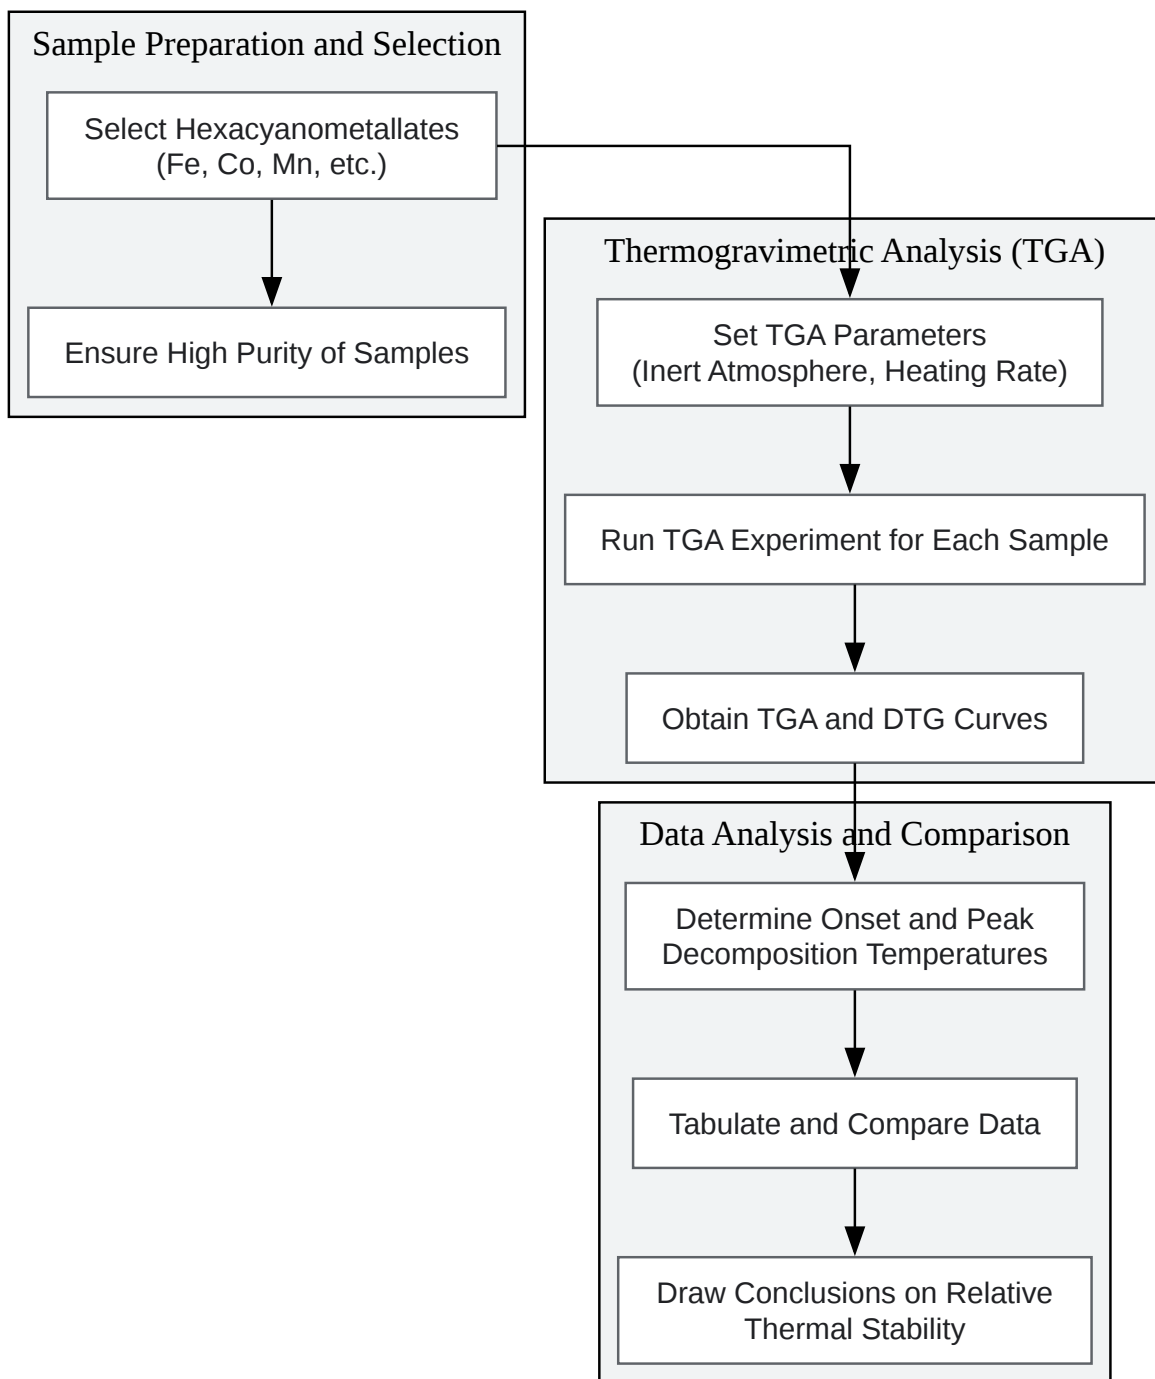 Sample Preparation and Selection
Select Hexacyanometallates
(Fe, Co, Mn, etc.)
Ensure High Purity of Samples
Thermogravimetric Analysis (TGA)
Set TGA Parameters
(Inert Atmosphere, Heating Rate)
Run TGA Experiment for Each Sample
Obtain TGA and DTG Curves
Data Analysis and Comparison
Determine Onset and Peak
Decomposition Temperatures
Tabulate and Compare Data
Draw Conclusions on Relative
Thermal Stability